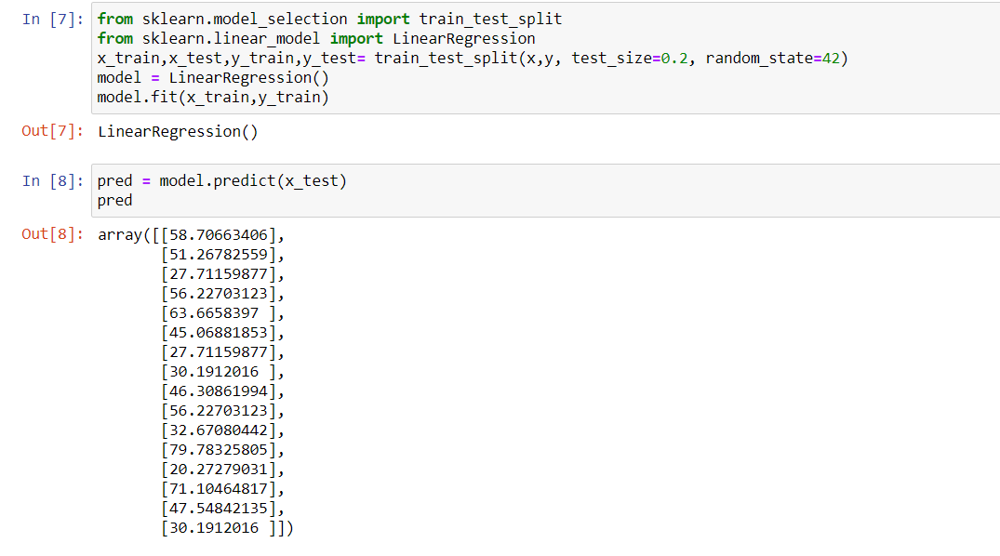 In [7]: from sklearn.model_selection import train_test_split
from sklearn.linear_model import LinearRegression
x_train,x_test,y_train,y_test= train_test_split(x,y, test_size=0.2, random_state=42)
model = LinearRegression()
model.fit(x_train,y_train)
Out[7]: LinearRegression()
In [8]: pred = model.predict(x_test)
pred
Out[8]: array([[58.70663406],
[51.26782559],
[27.71159877],
[56.22703123],
[63.6658397 ],
[45.06881853],
[27.71159877],
[30.1912016 ],
[46.30861994],
[56.22703123],
[32.67080442],
[79.78325805],
[20.27279031],
[71.10464817],
[47.54842135],
[30.1912016 ]])